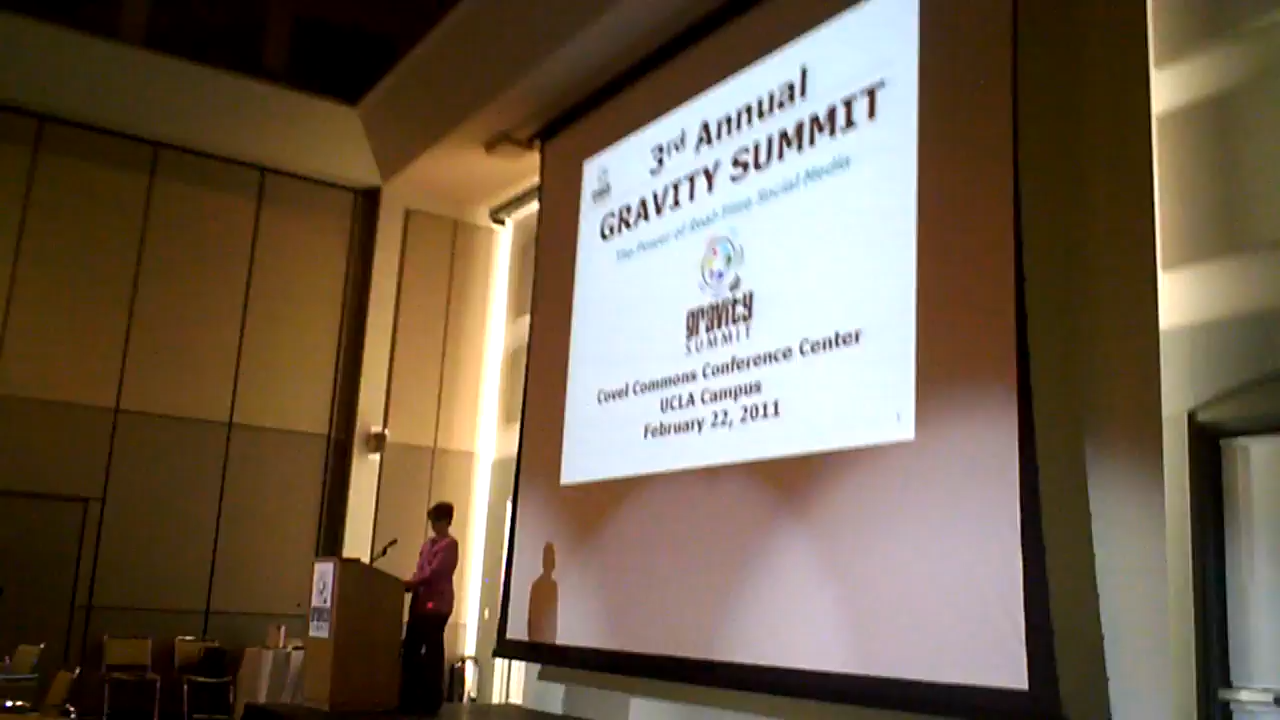 3rd Annual
GRAVITY SUMMIT
The Power of Real-Time Social Media
gravity
SUMMIT
Covel Commons Conference Center
UCLA Campus
February 22, 2011
1